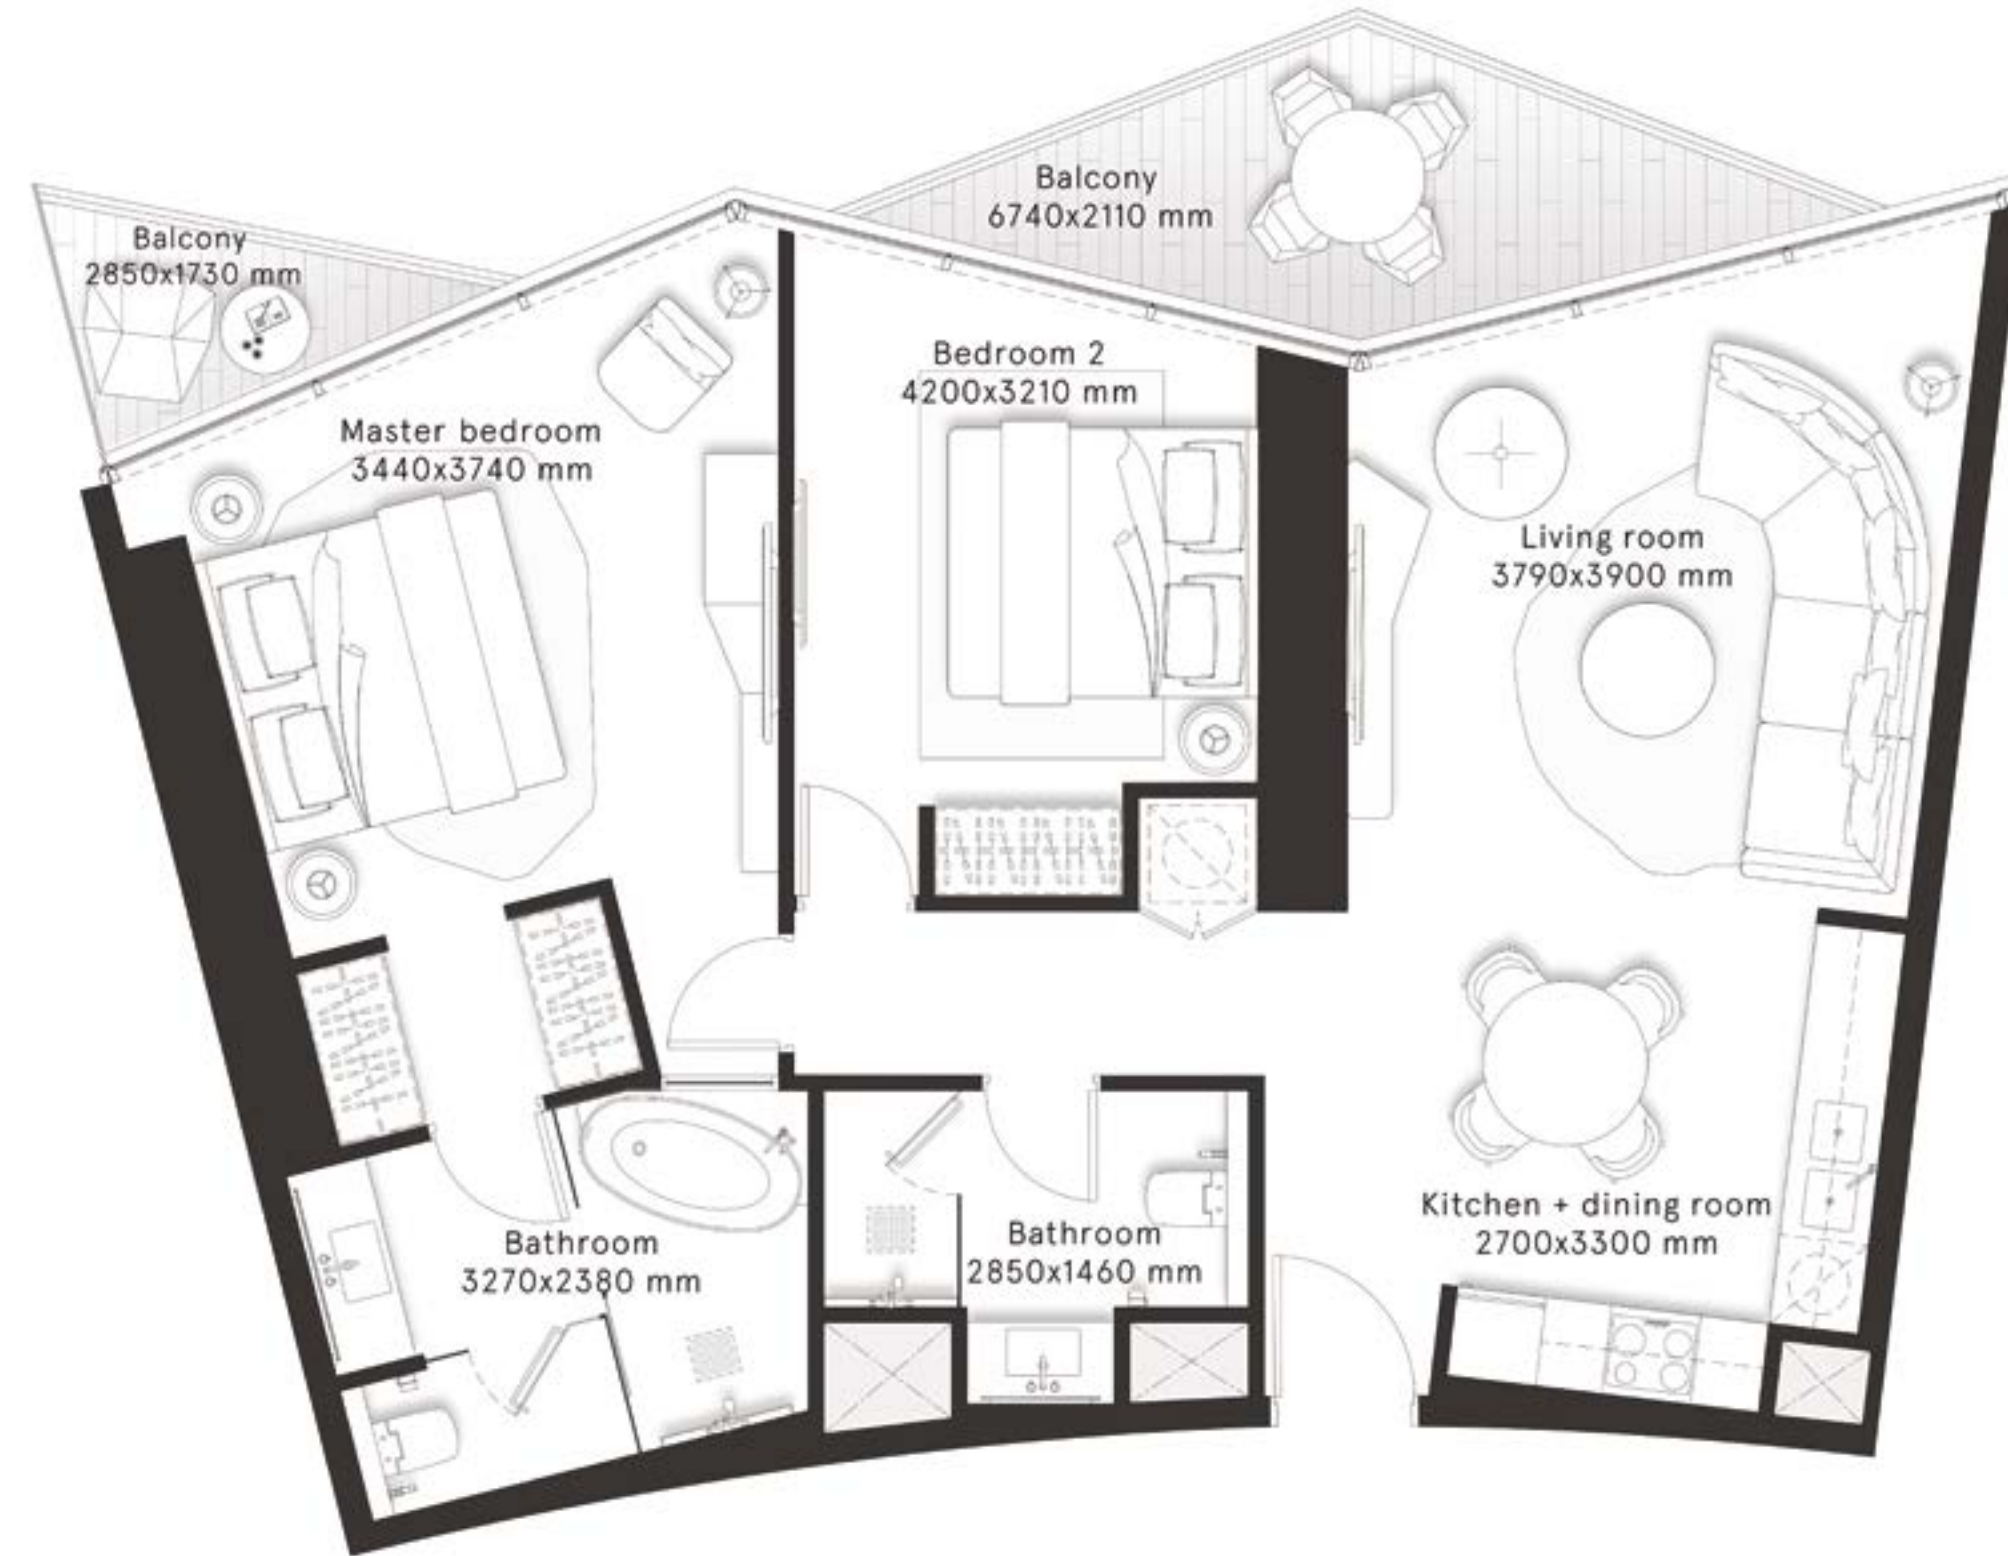 Balcony
6740x2110 mm
Balcony
2850x1730 mm
Bedroom 2
4200x3210 mm
Master bedroom
3440x3740 mm
Living room
3790x3900 mm
Kitchen + dining room
2700x3300 mm
Bathroom
3270x2380 mm
Bathroom
2850x1460 mm